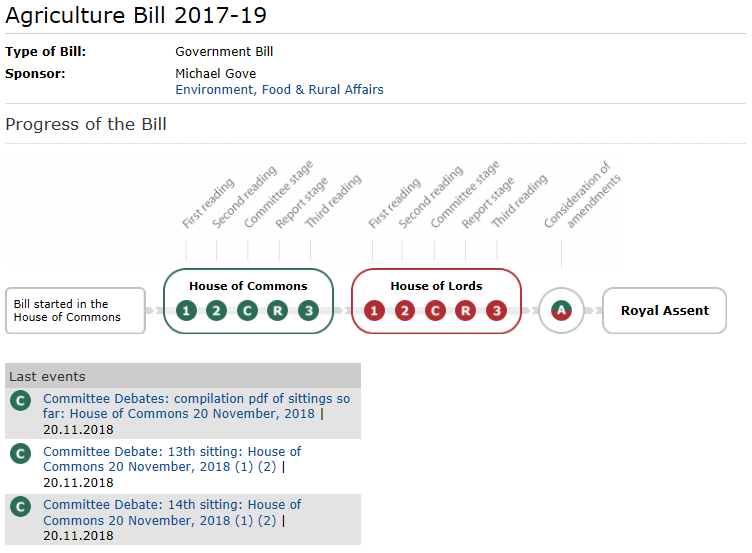 Agriculture Bill 2017-19
Type of Bill: Government Bill
Sponsor: Michael Gove
Environment, Food & Rural Affairs
Progress of the Bill
First reading
Second reading
Committee stage
Report stage
Third reading
First reading
Second reading
Committee stage
Report stage
Third reading
Consideration of
amendments
Bill started in the
House of Commons
House of Commons
1 2 C R 3
House of Lords
1 2 C R 3
A
Royal Assent
Last events
C Committee Debates: compilation pdf of sittings so
far: House of Commons 20 November, 2018 |
20.11.2018
C Committee Debate: 13th sitting: House of
Commons 20 November, 2018 (1) (2) |
20.11.2018
C Committee Debate: 14th sitting: House of
Commons 20 November, 2018 (1) (2) |
20.11.2018